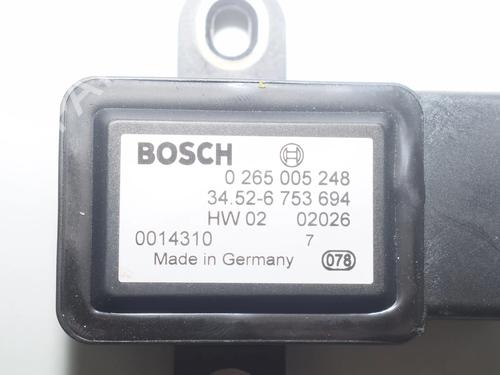 BOSCH
0 265 005 248
34.52-6 753 694
HW 02 02026
0014310 7
Made in Germany 078